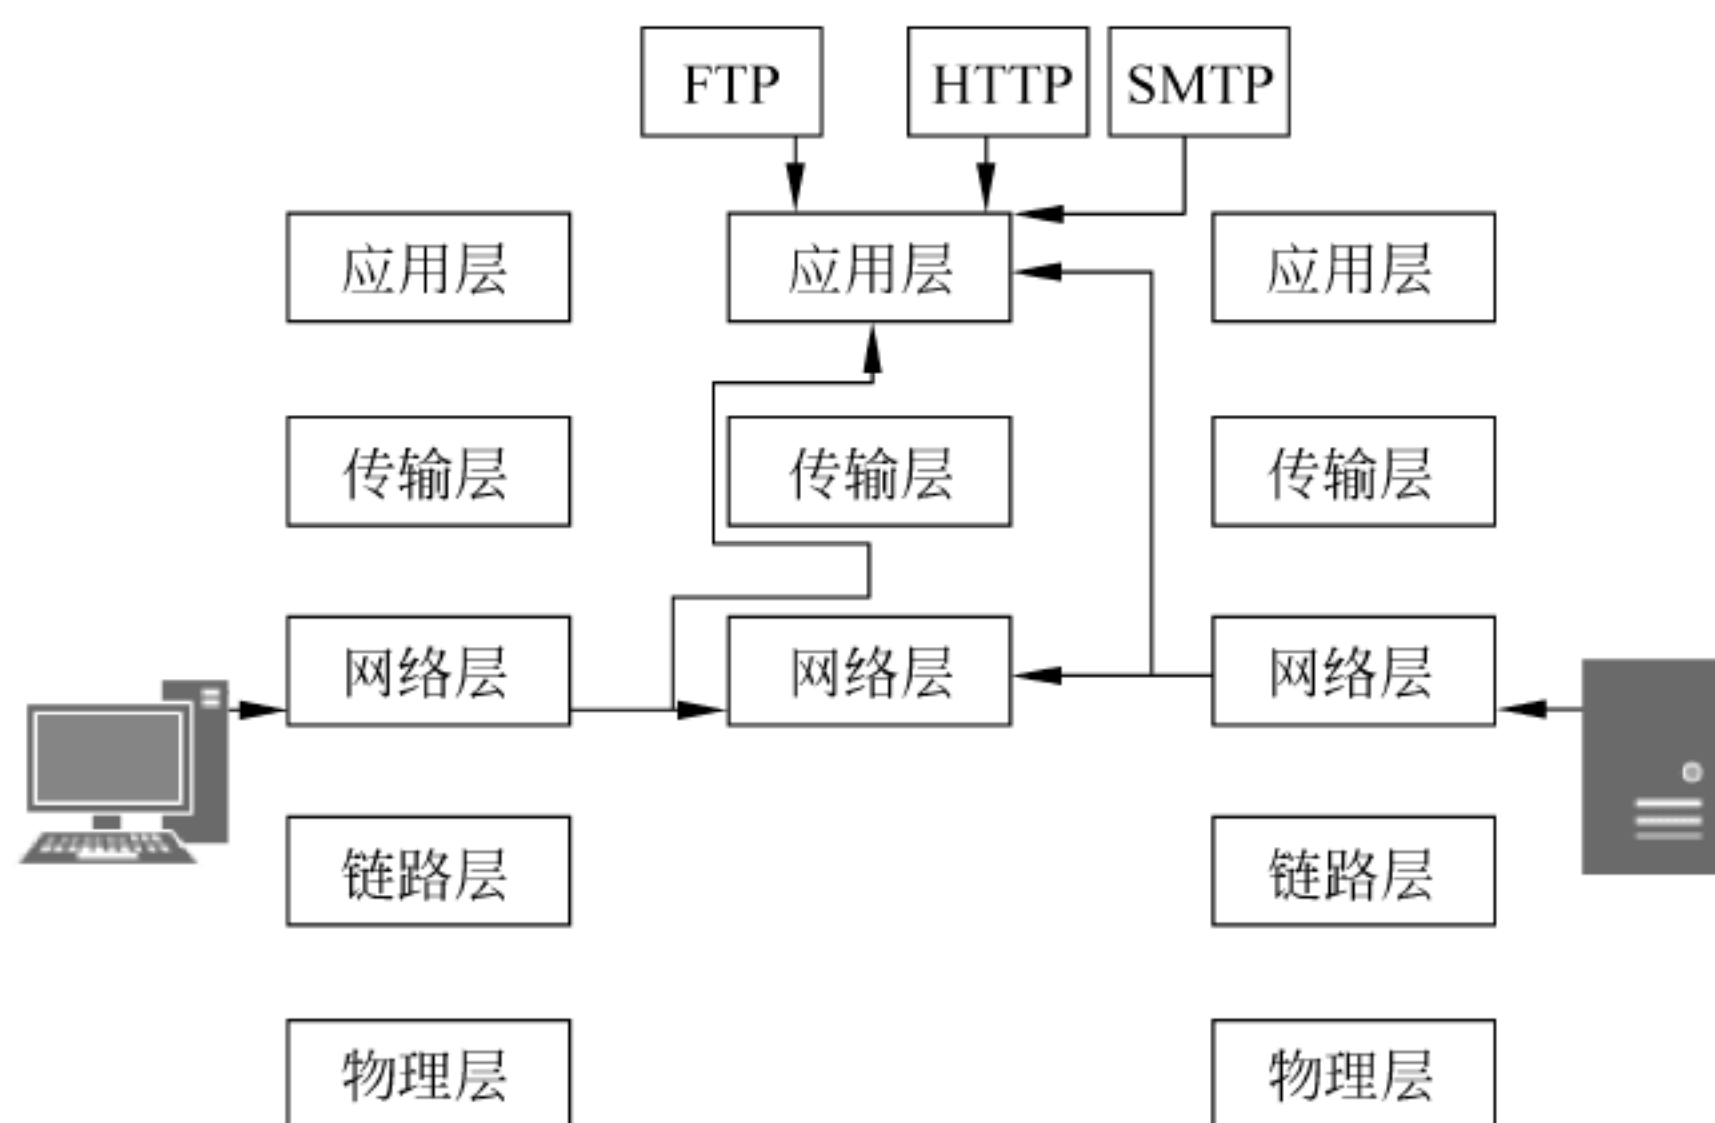 FTP HTTP SMTP
应用层 应用层 应用层
传输层 传输层 传输层
网络层 网络层 网络层
链路层 链路层
物理层 物理层